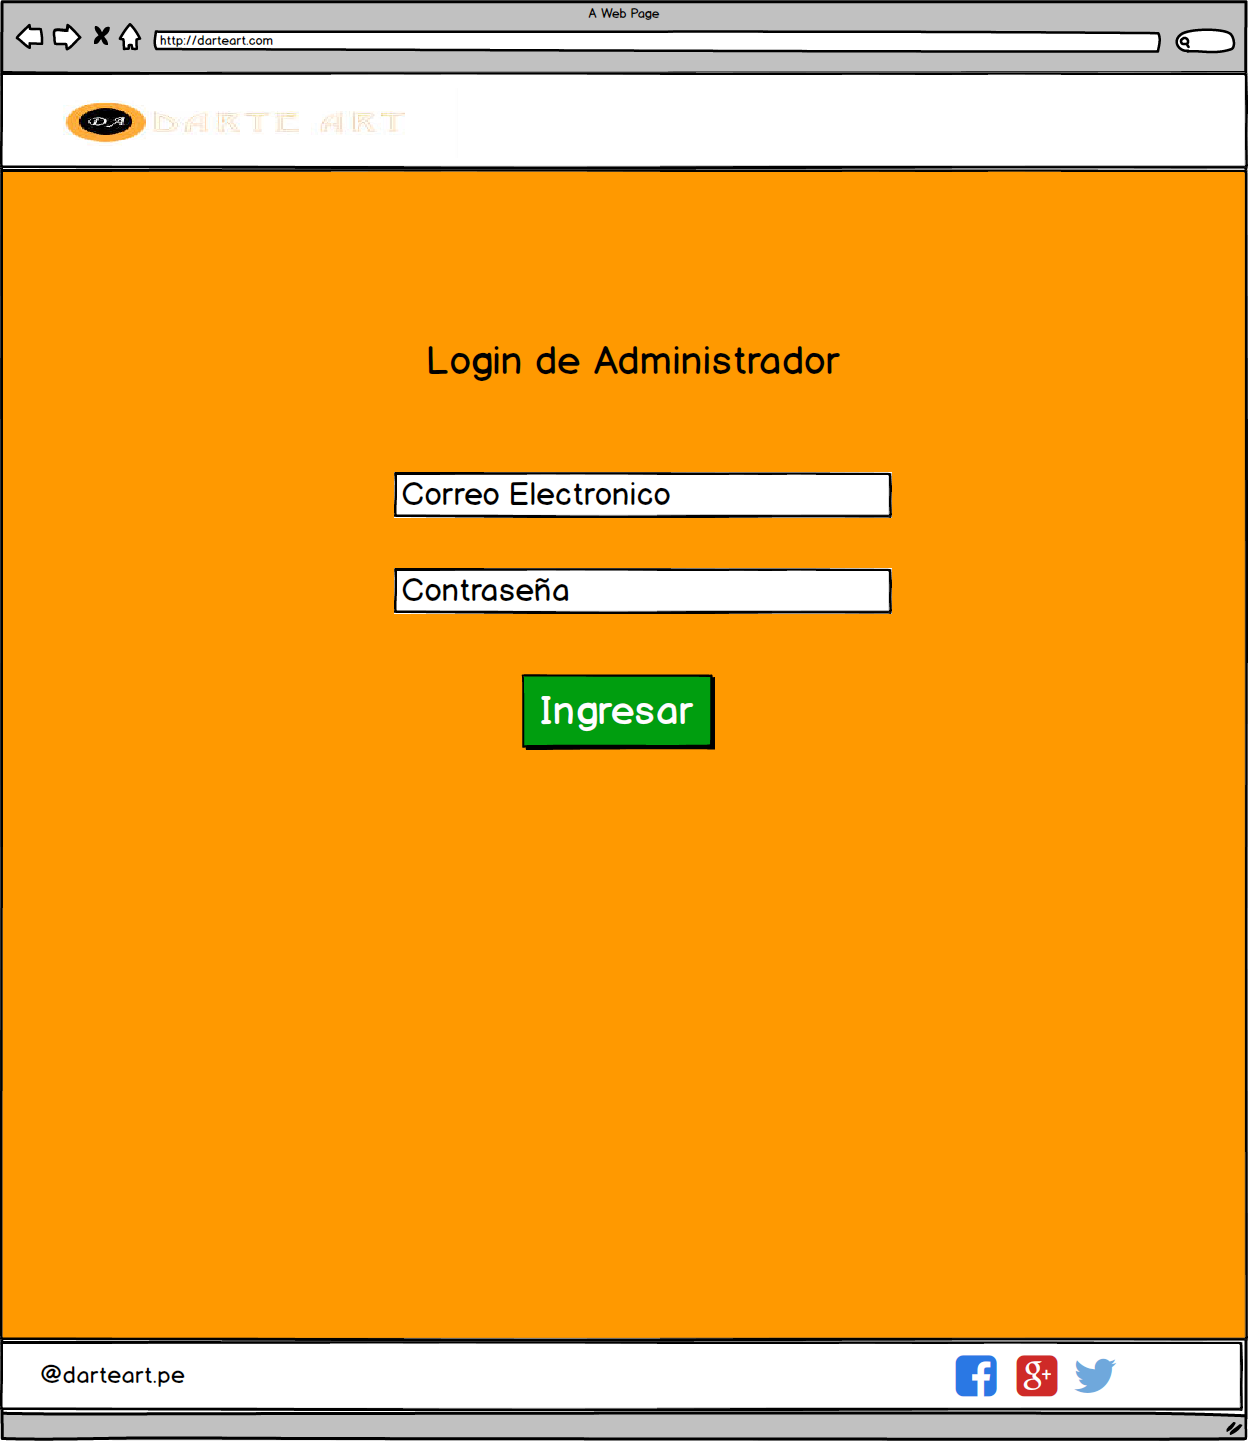 A Web Page
http://darteart.com
DA DARTE ART
Login de Administrador
Correo Electronico
Contraseña
Ingresar
@darteart.pe
f g+